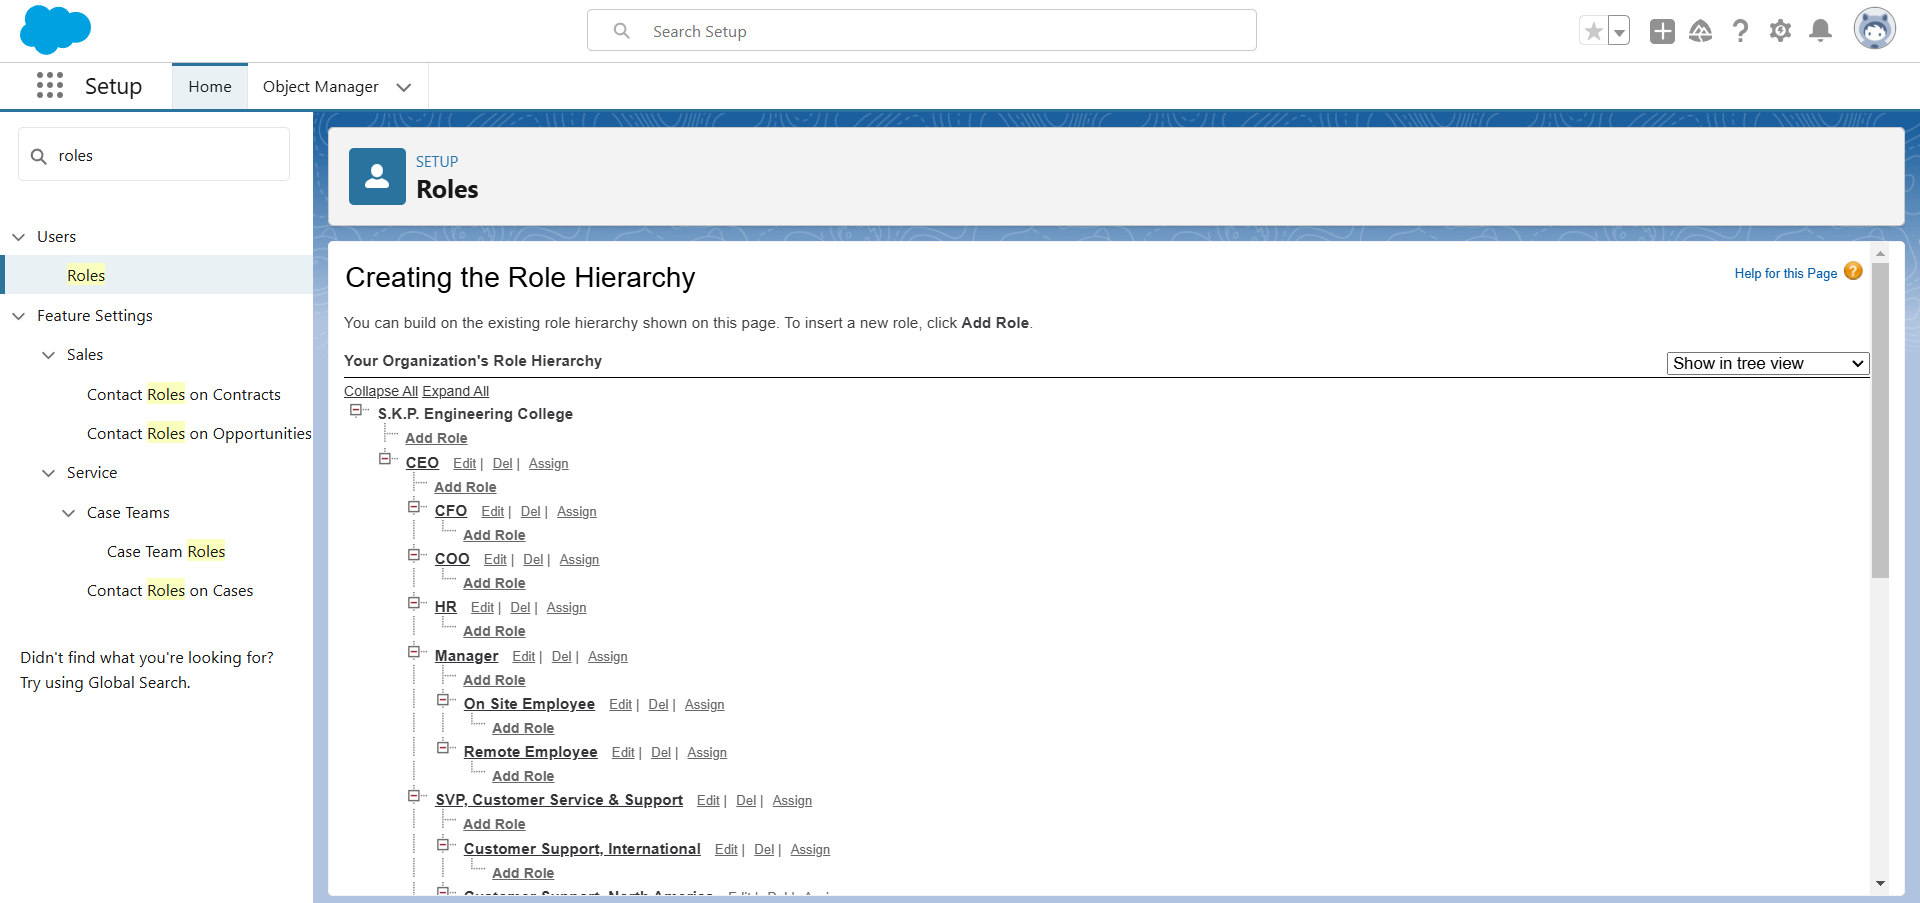 Search Setup
Setup
Home
Object Manager
roles
Users
Roles
Feature Settings
Sales
Contact Roles on Contracts
Contact Roles on Opportunities
Service
Case Teams
Case Team Roles
Contact Roles on Cases
Didn't find what you're looking for?
Try using Global Search.
SETUP
Roles
Creating the Role Hierarchy
Help for this Page ?
You can build on the existing role hierarchy shown on this page. To insert a new role, click Add Role.
Your Organization's Role Hierarchy
Show in tree view
Collapse All Expand All
S.K.P. Engineering College
Add Role
CEO Edit | Del | Assign
Add Role
CFO Edit | Del | Assign
Add Role
COO Edit | Del | Assign
Add Role
HR Edit | Del | Assign
Add Role
Manager Edit | Del | Assign
Add Role
On Site Employee Edit | Del | Assign
Add Role
Remote Employee Edit | Del | Assign
Add Role
SVP, Customer Service & Support Edit | Del | Assign
Add Role
Customer Support, International Edit | Del | Assign
Add Role
Customer Support, North America Edit | Del | Assign